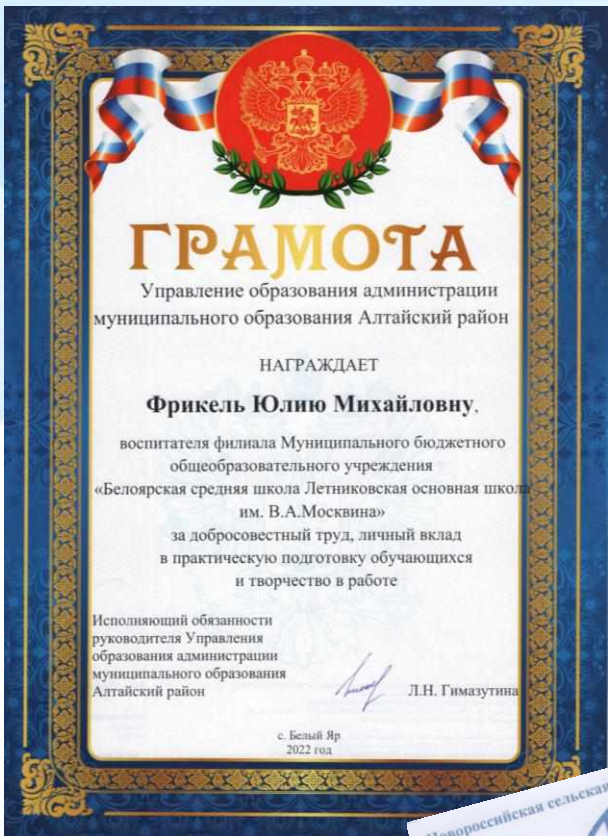 ГРАМОТА
Управление образования администрации
муниципального образования Алтайский район
НАГРАЖДАЕТ
Фрикель Юлию Михайловну,
воспитателя филиала Муниципального бюджетного
общеобразовательного учреждения
«Белоярская средняя школа Летниковская основная школа
им. В.А.Москвина»
за добросовестный труд, личный вклад
в практическую подготовку обучающихся
и творчество в работе
Исполняющий обязанности
руководителя Управления
образования администрации
муниципального образования
Алтайский район
Л.Н. Гимазутина
с. Белый Яр
2022 год
Новороссийская сельская